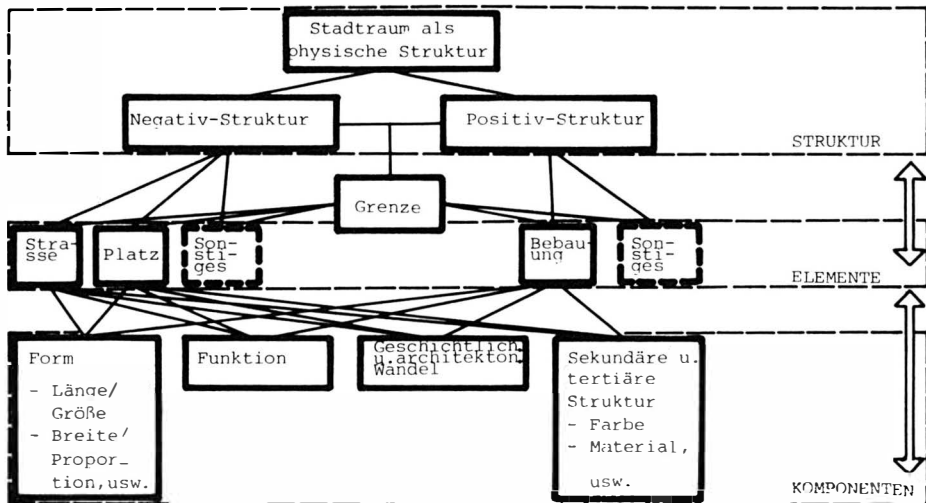 Stadtraum als
physische Struktur
Negativ-Struktur
Positiv-Struktur
STRUKTUR
Grenze
Stra-
sse
Platz
Son-
sti-
ges
Bebau-
ung
Son-
sti-
ges
ELEMENTE
Form
- Länge/
Größe
- Breite/
Propor-
tion,usw.
Funktion
Geschichtlich.
u.architekton.
Wandel
Sekundäre u.
tertiäre
Struktur
- Farbe
- Material,
usw.
KOMPONENTEN